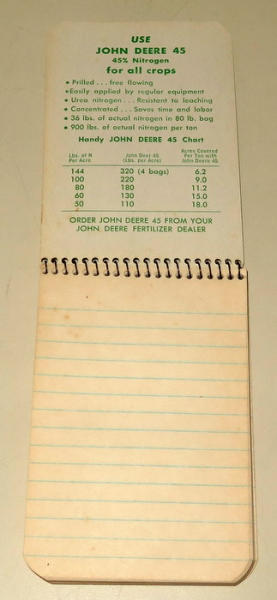 USE
JOHN DEERE 45
45% Nitrogen
for all crops
• Prilled . . . free flowing
• Easily applied by regular equipment
• Urea nitrogen . . . Resistant to leaching
• Concentrated . . . Saves time and labor
• 36 lbs. of actual nitrogen in 80 lb. bag
• 900 lbs. of actual nitrogen per ton
Handy JOHN DEERE 45 Chart
Lbs. of N Per Acre John Deer 45 (Lbs. per Acre) Acres Covered Per Ton with John Deere 45
144 320 (4 bags) 6.2
100 220 9.0
80 180 11.2
60 130 15.0
50 110 18.0
ORDER JOHN DEERE 45 FROM YOUR
JOHN DEERE FERTILIZER DEALER